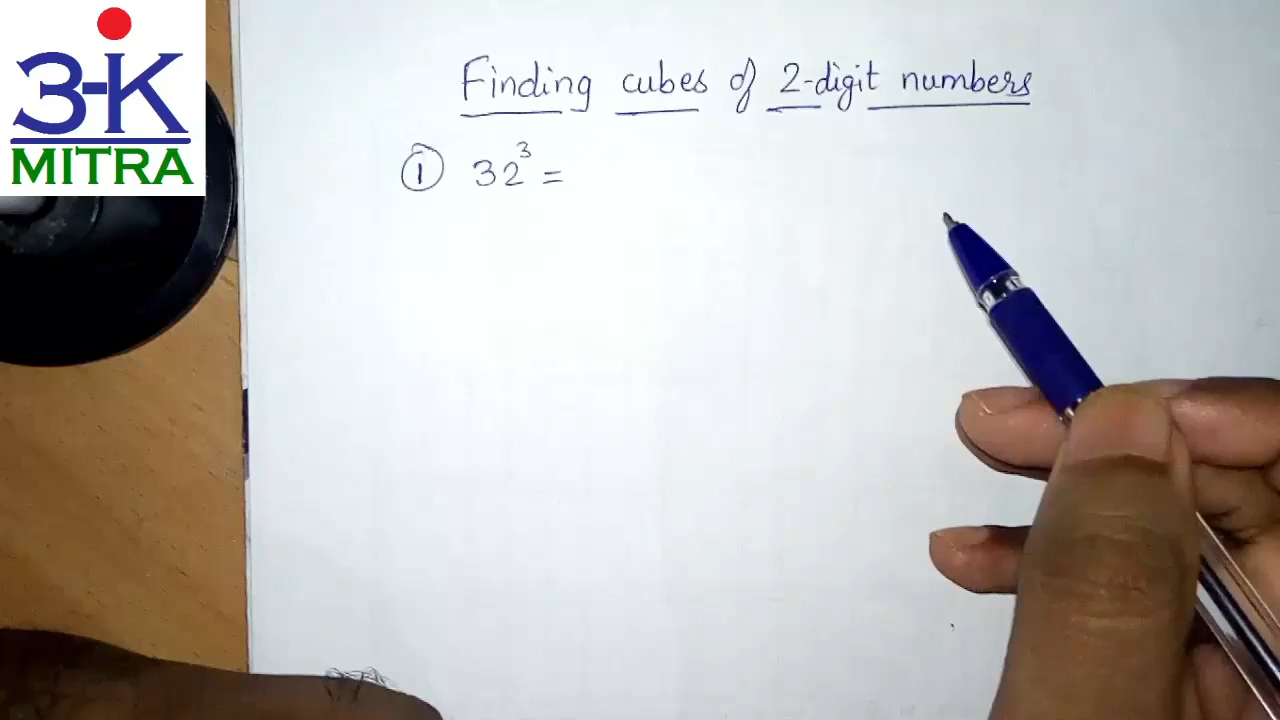 3-K
MITRA
Finding cubes of 2-digit numbers
① 32³ =